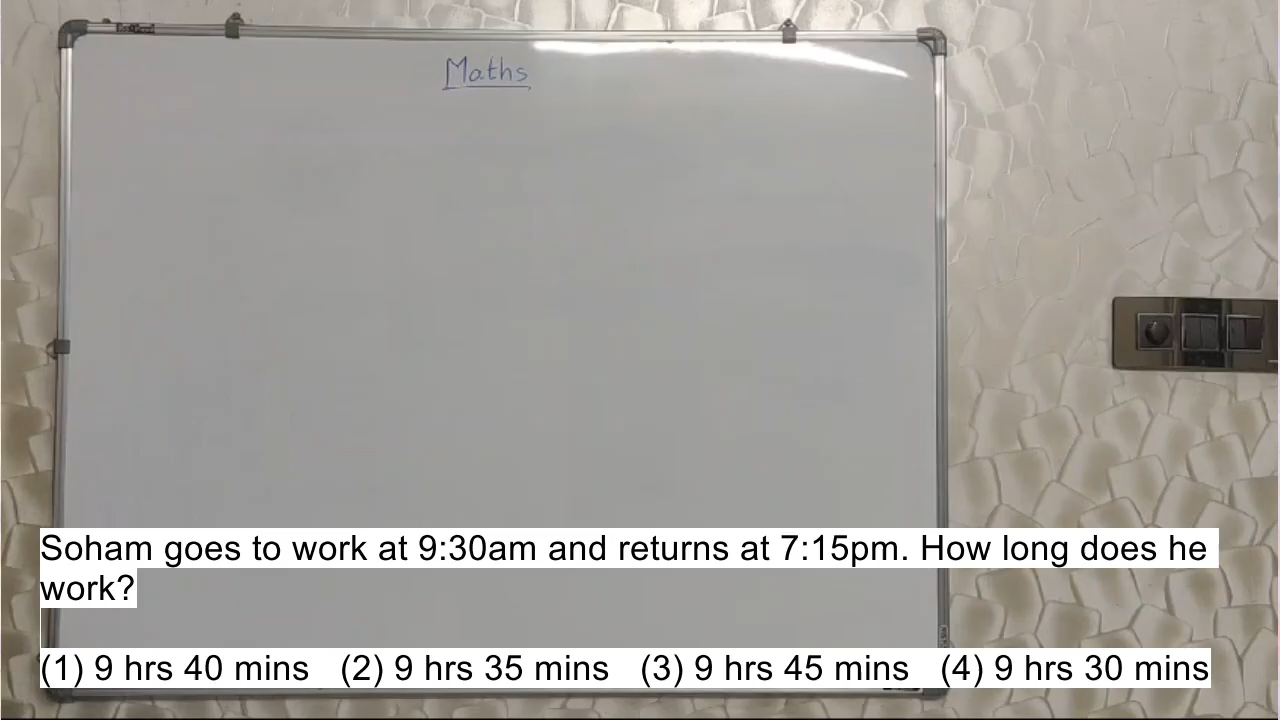 Maths
Soham goes to work at 9:30am and returns at 7:15pm. How long does he
work?
(1) 9 hrs 40 mins (2) 9 hrs 35 mins (3) 9 hrs 45 mins (4) 9 hrs 30 mins